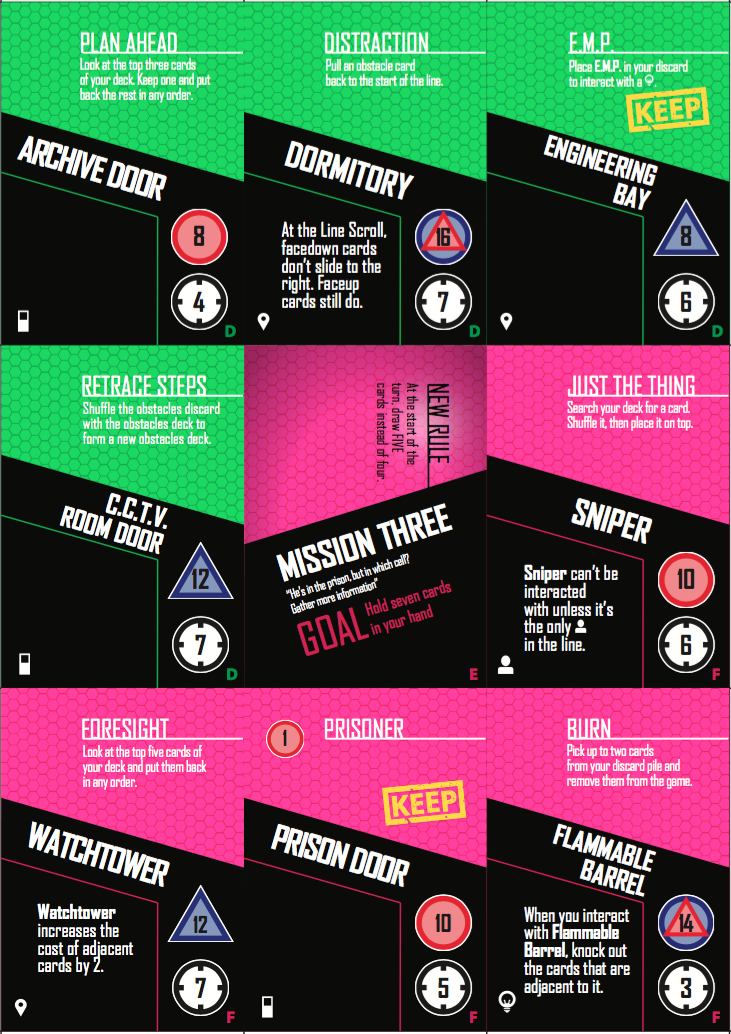 PLAN AHEAD
Look at the top three cards
of your deck. Keep one and put
back the rest in any order.
ARCHIVE DOOR
8
4
D
DISTRACTION
Pull an obstacle card
back to the start of the line.
DORMITORY
At the Line Scroll,
facedown cards
don't slide to the
right. Faceup
cards still do.
16
7
D
E.M.P.
Place E.M.P. in your discard
to interact with a
.
KEEP
ENGINEERING
BAY
8
6
D
RETRACE STEPS
Shuffle the obstacles discard
with the obstacles deck to
form a new obstacles deck.
C.C.T.V.
ROOM DOOR
12
7
D
NEW RULE
At the start of the
turn, draw FIVE
cards instead of four.
MISSION THREE
"He's in the prison, but in which cell?
Gather more information"
GOAL
Hold seven cards
in your hand
E
JUST THE THING
Search your deck for a card.
Shuffle it, then place it on top.
SNIPER
Sniper can't be
interacted
with unless it's
the only
in the line.
10
6
F
FORESIGHT
Look at the top five cards of
your deck and put them back
in any order.
WATCHTOWER
Watchtower
increases the
cost of adjacent
cards by 2.
12
7
F
1
PRISONER
KEEP
PRISON DOOR
10
5
F
BURN
Pick up to two cards
from your discard pile and
remove them from the game.
FLAMMABLE
BARREL
When you interact
with Flammable
Barrel, knock out
the cards that are
adjacent to it.
14
3
F